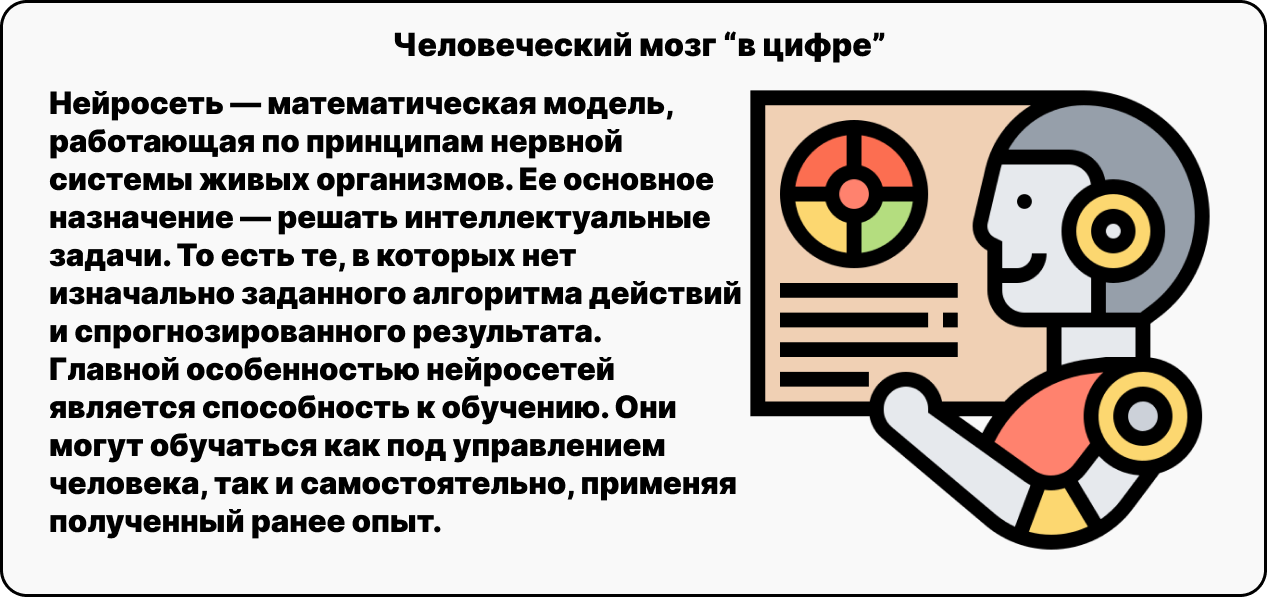 Человеческий мозг “в цифре”
Нейросеть — математическая модель,
работающая по принципам нервной
системы живых организмов. Ее основное
назначение — решать интеллектуальные
задачи. То есть те, в которых нет
изначально заданного алгоритма действий
и спрогнозированного результата.
Главной особенностью нейросетей
является способность к обучению. Они
могут обучаться как под управлением
человека, так и самостоятельно, применяя
полученный ранее опыт.